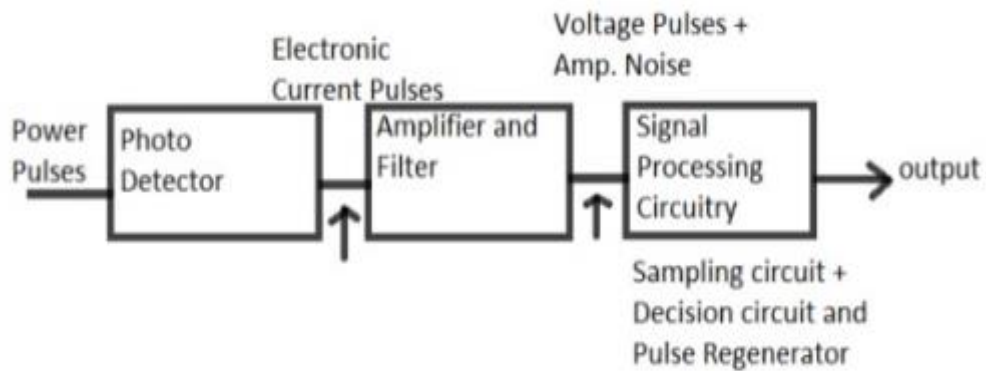 Power
Pulses
Photo
Detector
Electronic
Current Pulses
Amplifier and
Filter
Voltage Pulses +
Amp. Noise
Signal
Processing
Circuitry
output
Sampling circuit +
Decision circuit and
Pulse Regenerator